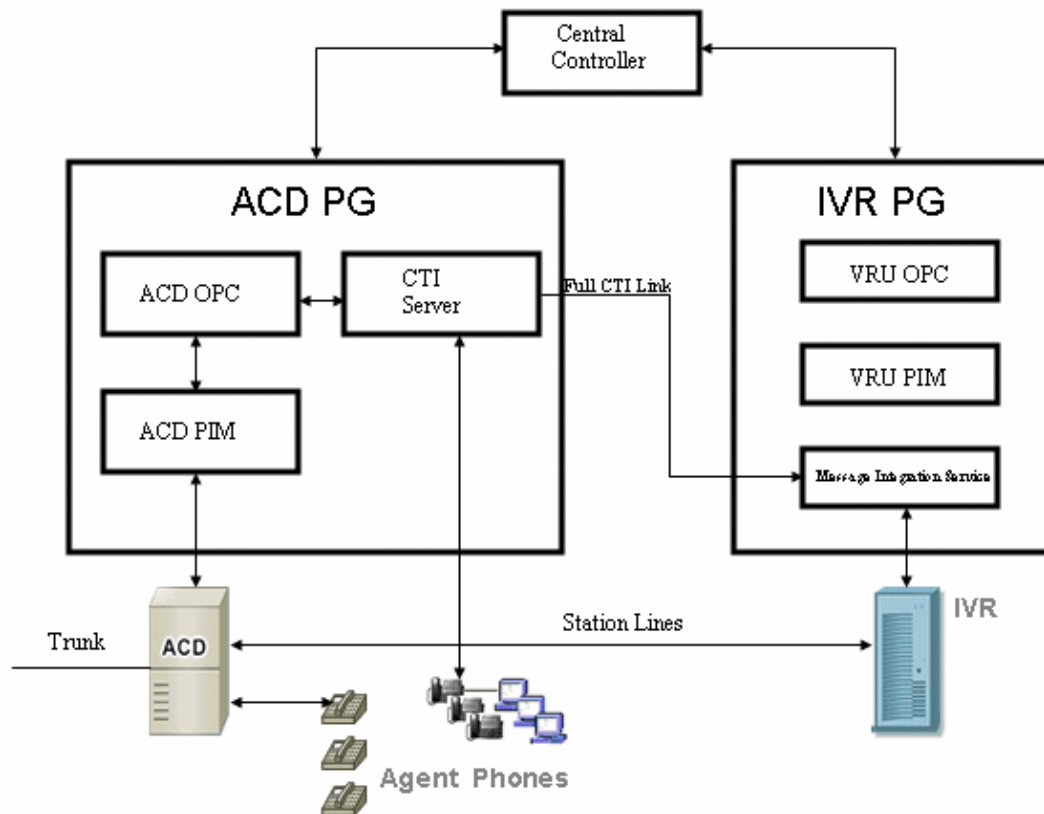 Central
Controller
ACD PG
IVR PG
ACD OPC
CTI
Server
Full CTI Link
VRU OPC
ACD PIM
VRU PIM
Message Integration Service
Trunk
ACD
Station Lines
IVR
Agent Phones